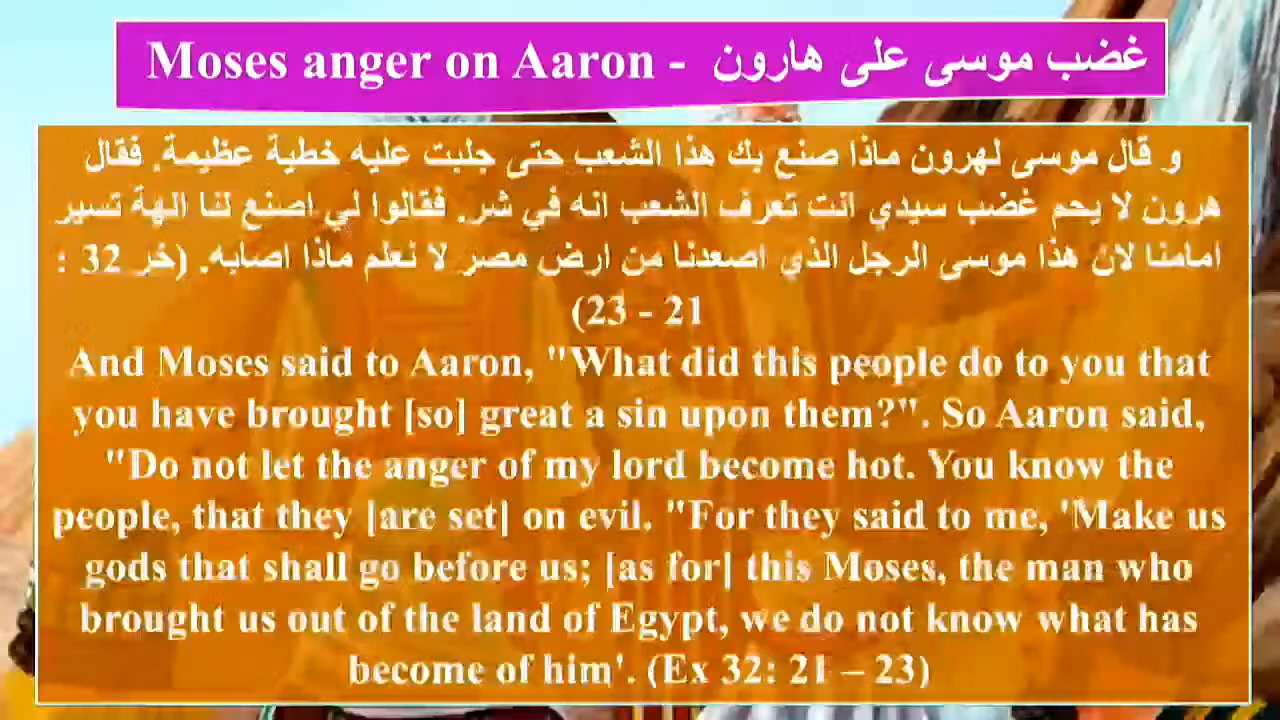 Moses anger on Aaron - غضب موسى على هارون
و قال موسى لهرون ماذا صنع بك هذا الشعب حتى جلبت عليه خطية عظيمة. فقال
هرون لا يحم غضب سيدي انت تعرف الشعب انه في شر. فقالوا لي اصنع لنا الهة تسير
امامنا لان هذا موسى الرجل الذي اصعدنا من ارض مصر لا نعلم ماذا اصابه. (خر 32 :
21 - 23)
And Moses said to Aaron, "What did this people do to you that
you have brought [so] great a sin upon them?". So Aaron said,
"Do not let the anger of my lord become hot. You know the
people, that they [are set] on evil. "For they said to me, 'Make us
gods that shall go before us; [as for] this Moses, the man who
brought us out of the land of Egypt, we do not know what has
become of him'. (Ex 32: 21 – 23)